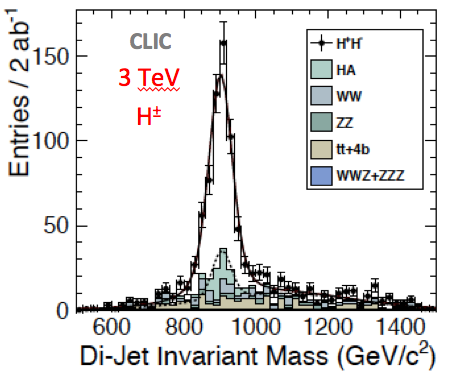 CLIC
3 TeV
H±
H⁺H⁻
HA
WW
ZZ
tt+4b
WWZ+ZZZ
Entries / 2 ab⁻¹
150
100
50
0
600 800 1000 1200 1400
Di-Jet Invariant Mass (GeV/c²)